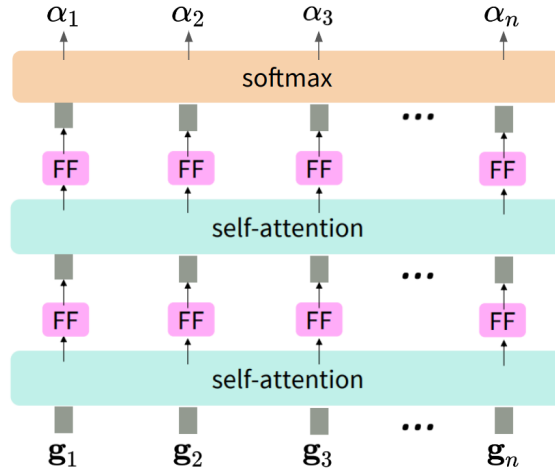 α₁ α₂ α₃ αₙ
softmax
...
FF FF FF FF
self-attention
...
FF FF FF FF
self-attention
...
g₁ g₂ g₃ gₙ